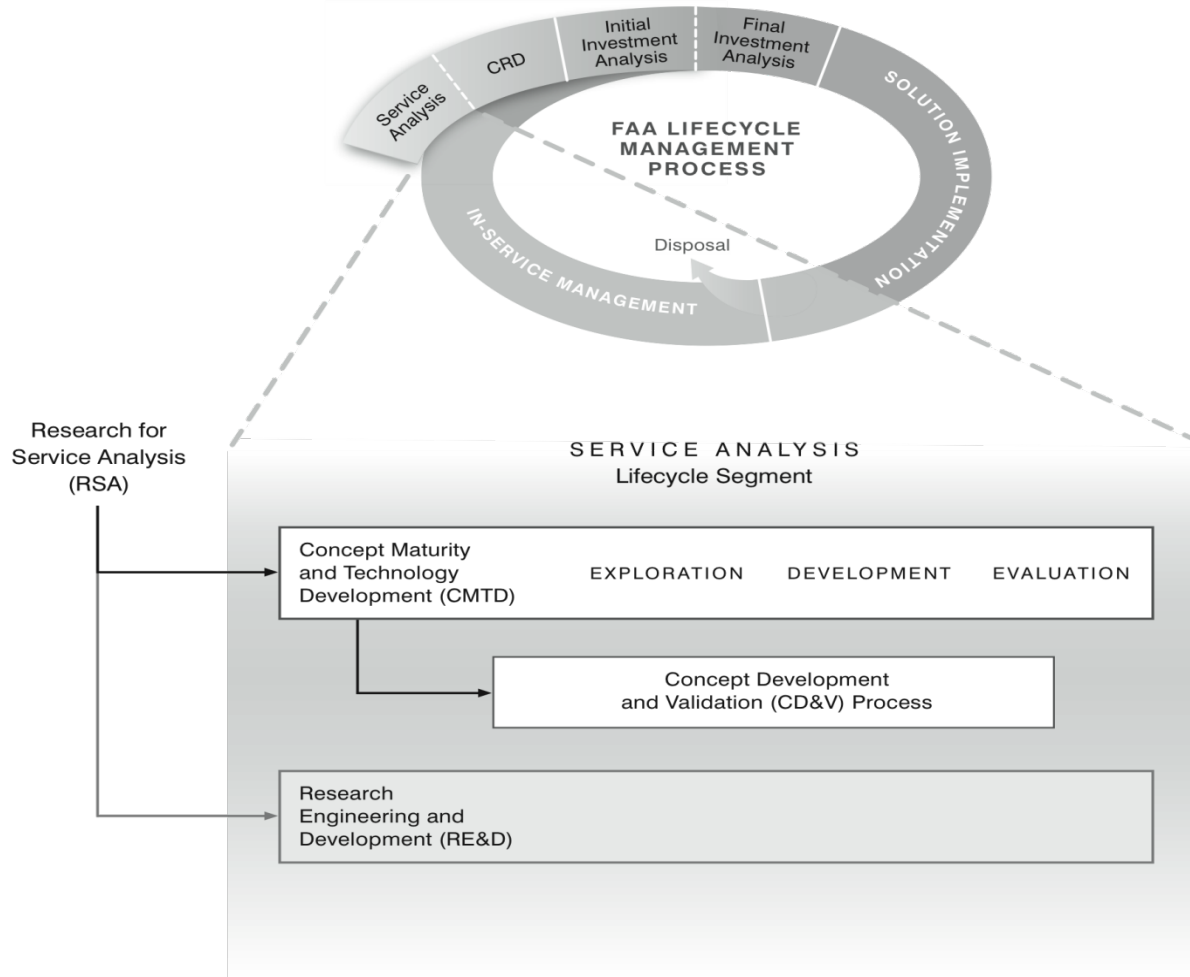 Service
Analysis
CRD
Initial
Investment
Analysis
Final
Investment
Analysis
SOLUTION IMPLEMENTATION
FAA LIFECYCLE
MANAGEMENT
PROCESS
Disposal
IN-SERVICE MANAGEMENT
Research for
Service Analysis
(RSA)
SERVICE ANALYSIS
Lifecycle Segment
Concept Maturity
and Technology
Development (CMTD)
EXPLORATION DEVELOPMENT EVALUATION
Concept Development
and Validation (CD&V) Process
Research
Engineering and
Development (RE&D)